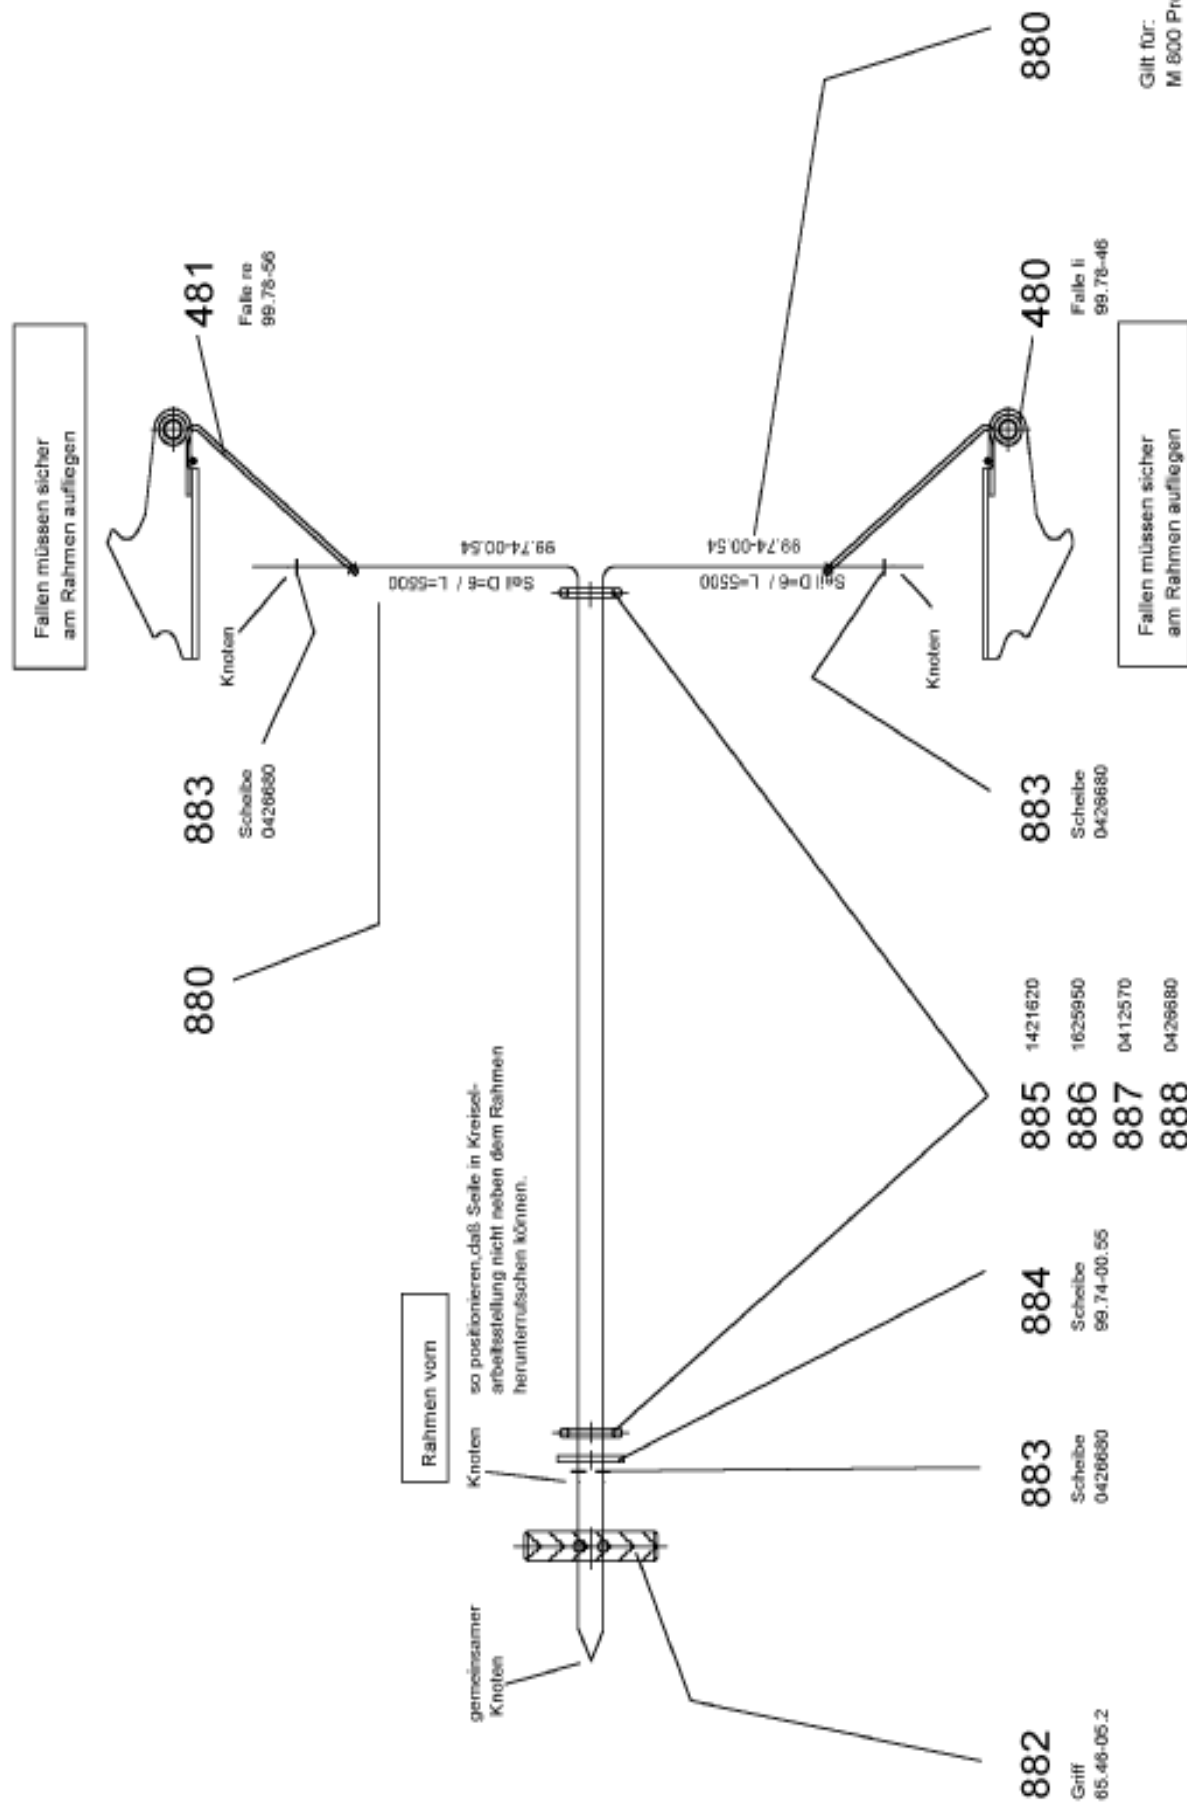 Fallen müssen sicher
am Rahmen aufliegen
481
Falle re
99.78-56
Knoten
883
Scheibe
0426680
880
Seil D=6 / L=5500
99.74-00.54
Rahmen vorn
Knoten
so positionieren,daß Seile in Kreisel-
arbeitsstellung nicht neben dem Rahmen
herunterrutschen können.
gemeinsamer
Knoten
Seil D=6 / L=5500
99.74-00.54
Knoten
882
Griff
65.46-05.2
883
Scheibe
0426680
884
Scheibe
99.74-00.55
885 1421620
886 1625950
887 0412570
888 0426680
883
Scheibe
0426680
480
Falle li
99.78-46
880
Fallen müssen sicher
am Rahmen aufliegen
Gilt für:
M 800 Pro